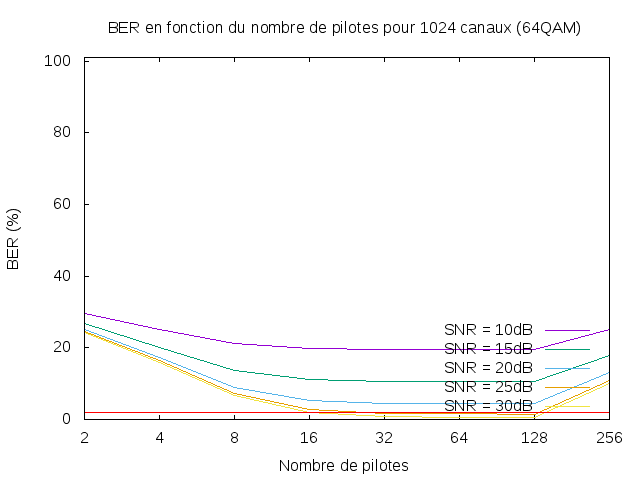 BER en fonction du nombre de pilotes pour 1024 canaux (64QAM)
100
80
60
40
20
0
BER (%)
SNR = 10dB
SNR = 15dB
SNR = 20dB
SNR = 25dB
SNR = 30dB
2 4 8 16 32 64 128 256
Nombre de pilotes